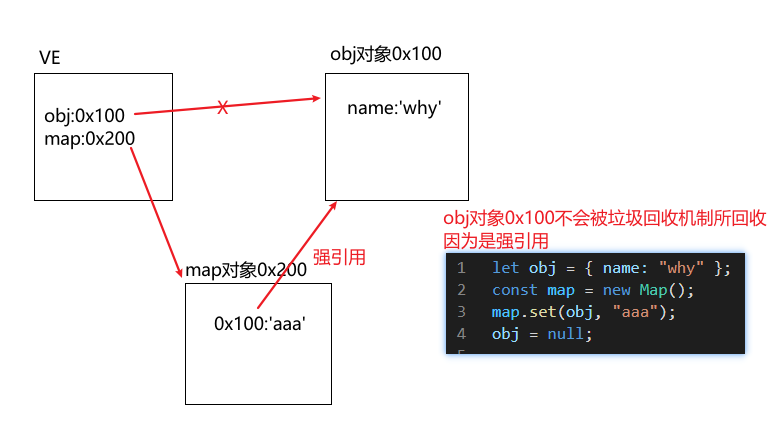 VE
obj:0x100
map:0x200
X
obj对象0x100
name:'why'
强引用
map对象0x200
0x100:'aaa'
obj对象0x100不会被垃圾回收机制所回收
因为是强引用
1 let obj = { name: "why" };
2 const map = new Map();
3 map.set(obj, "aaa");
4 obj = null;